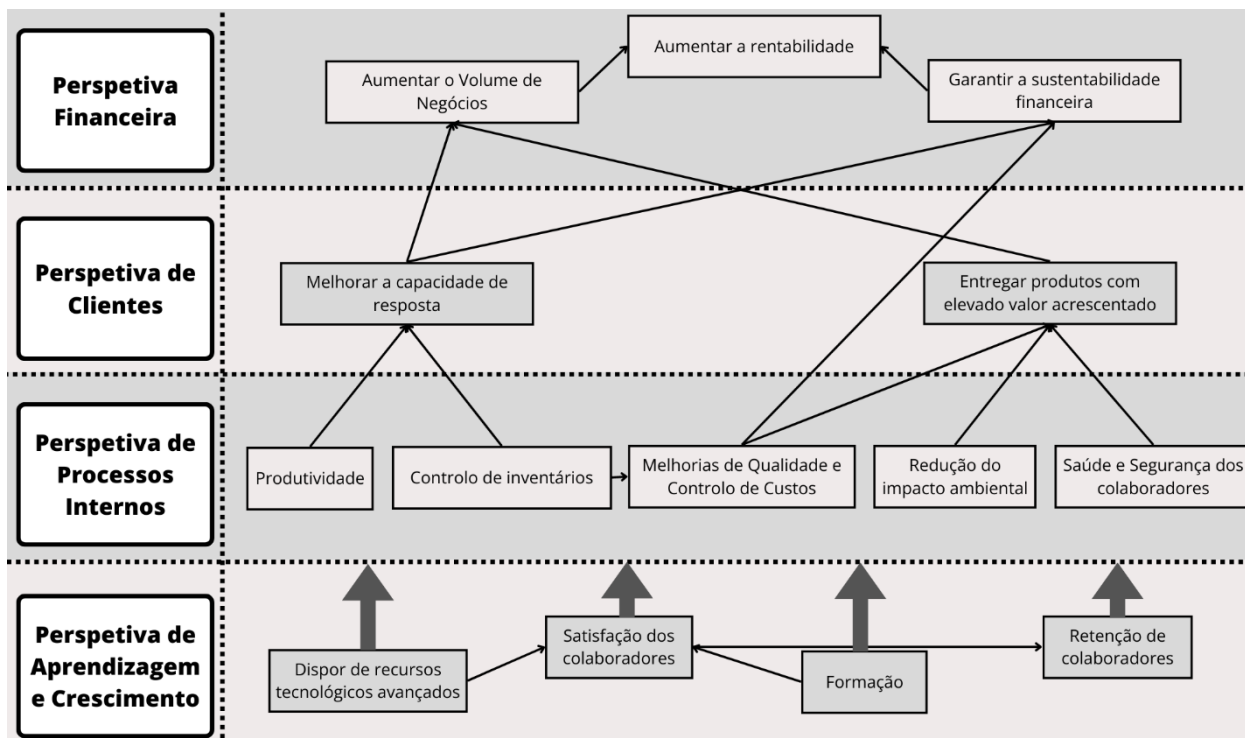 Perspetiva
Financeira
Aumentar a rentabilidade
Aumentar o Volume de
Negócios
Garantir a sustentabilidade
financeira
Perspetiva de
Clientes
Melhorar a capacidade de
resposta
Entregar produtos com
elevado valor acrescentado
Perspetiva de
Processos
Internos
Produtividade
Controlo de inventários
Melhorias de Qualidade e
Controlo de Custos
Redução do
impacto ambiental
Saúde e Segurança dos
colaboradores
Perspetiva de
Aprendizagem
e Crescimento
Dispor de recursos
tecnológicos avançados
Satisfação dos
colaboradores
Formação
Retenção de
colaboradores